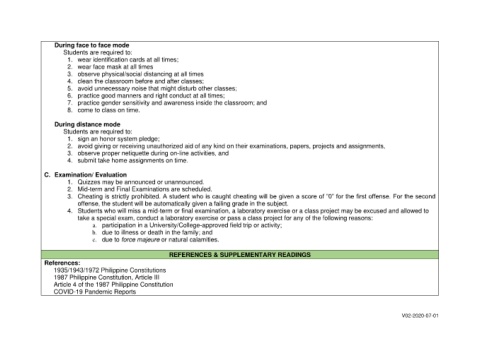 During face to face mode
Students are required to:
1. wear identification cards at all times;
2. wear face mask at all times
3. observe physical/social distancing at all times
4. clean the classroom before and after classes;
5. avoid unnecessary noise that might disturb other classes;
6. practice good manners and right conduct at all times;
7. practice gender sensitivity and awareness inside the classroom; and
8. come to class on time.
During distance mode
Students are required to:
1. sign an honor system pledge;
2. avoid giving or receiving unauthorized aid of any kind on their examinations, papers, projects and assignments,
3. observe proper netiquette during on-line activities, and
4. submit take home assignments on time.
C. Examination/ Evaluation
1. Quizzes may be announced or unannounced.
2. Mid-term and Final Examinations are scheduled.
3. Cheating is strictly prohibited. A student who is caught cheating will be given a score of "0" for the first offense. For the second
offense, the student will be automatically given a failing grade in the subject.
4. Students who will miss a mid-term or final examination, a laboratory exercise or a class project may be excused and allowed to
take a special exam, conduct a laboratory exercise or pass a class project for any of the following reasons:
a. participation in a University/College-approved field trip or activity;
b. due to illness or death in the family; and
c. due to force majeure or natural calamities.
REFERENCES & SUPPLEMENTARY READINGS
References:
1935/1943/1972 Philippine Constitutions
1987 Philippine Constitution, Article III
Article 4 of the 1987 Philippine Constitution
COVID-19 Pandemic Reports
V02-2020-07-01